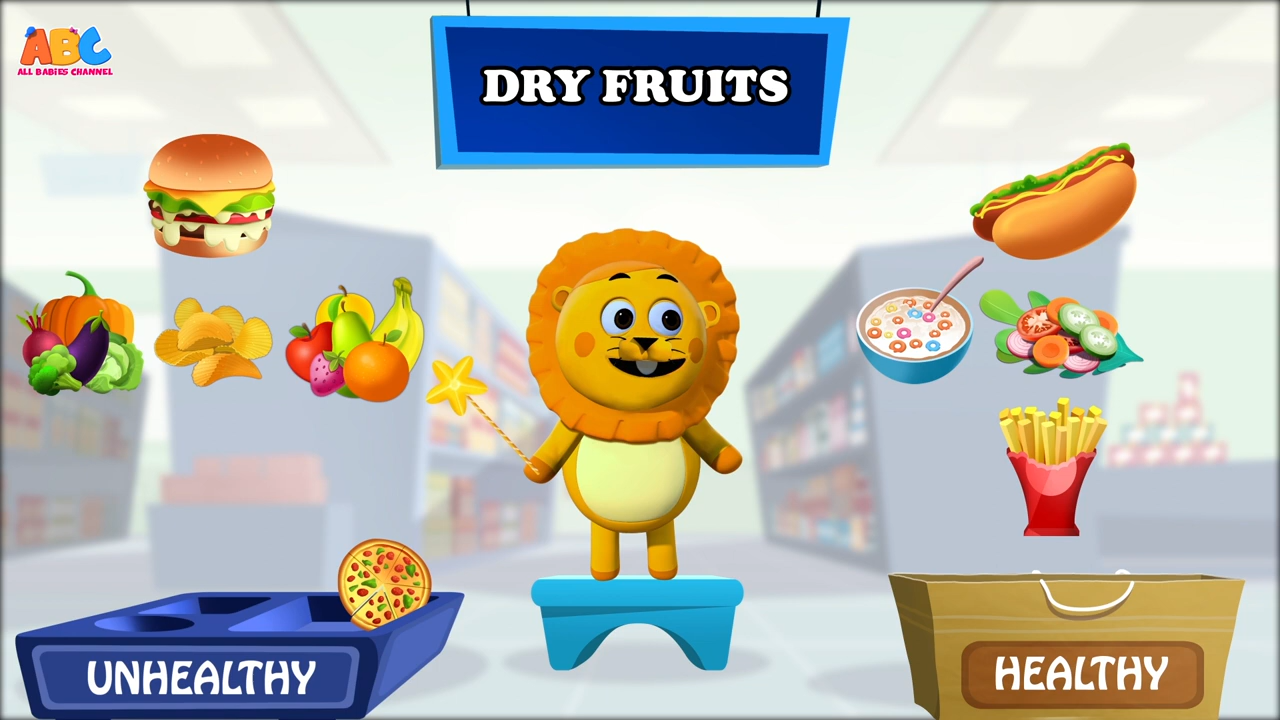 ABC
ALL BABIES CHANNEL
DRY FRUITS
UNHEALTHY
HEALTHY